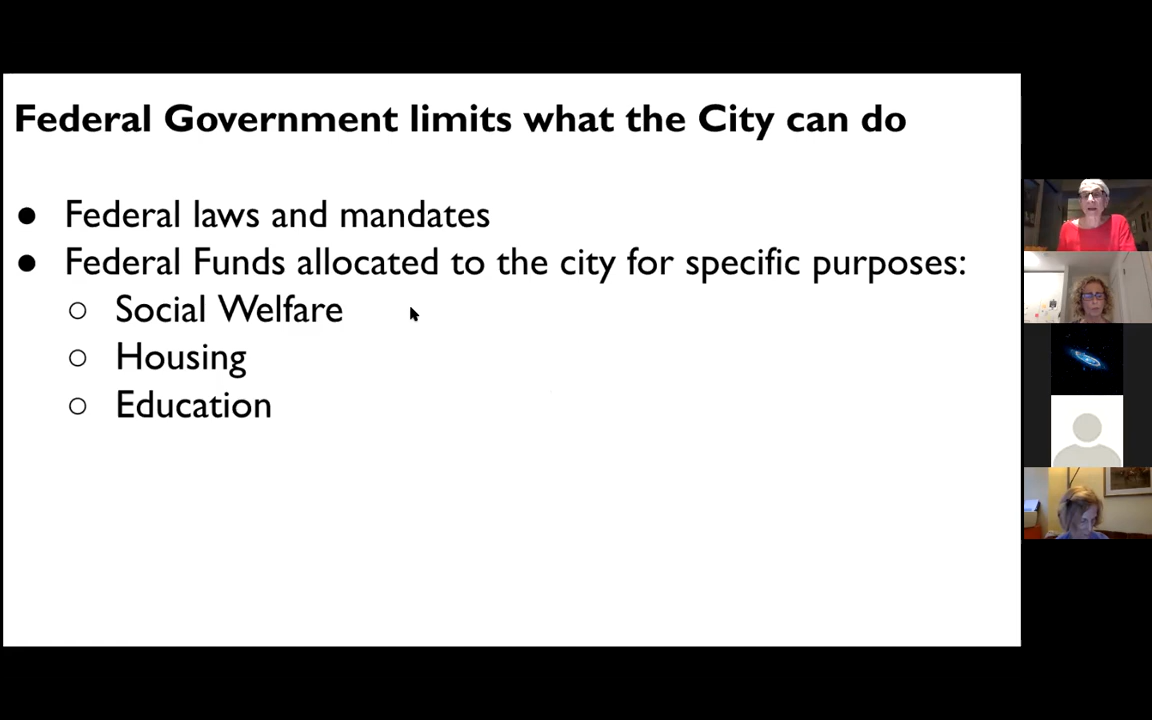 Federal Government limits what the City can do
● Federal laws and mandates
● Federal Funds allocated to the city for specific purposes:
○ Social Welfare
○ Housing
○ Education